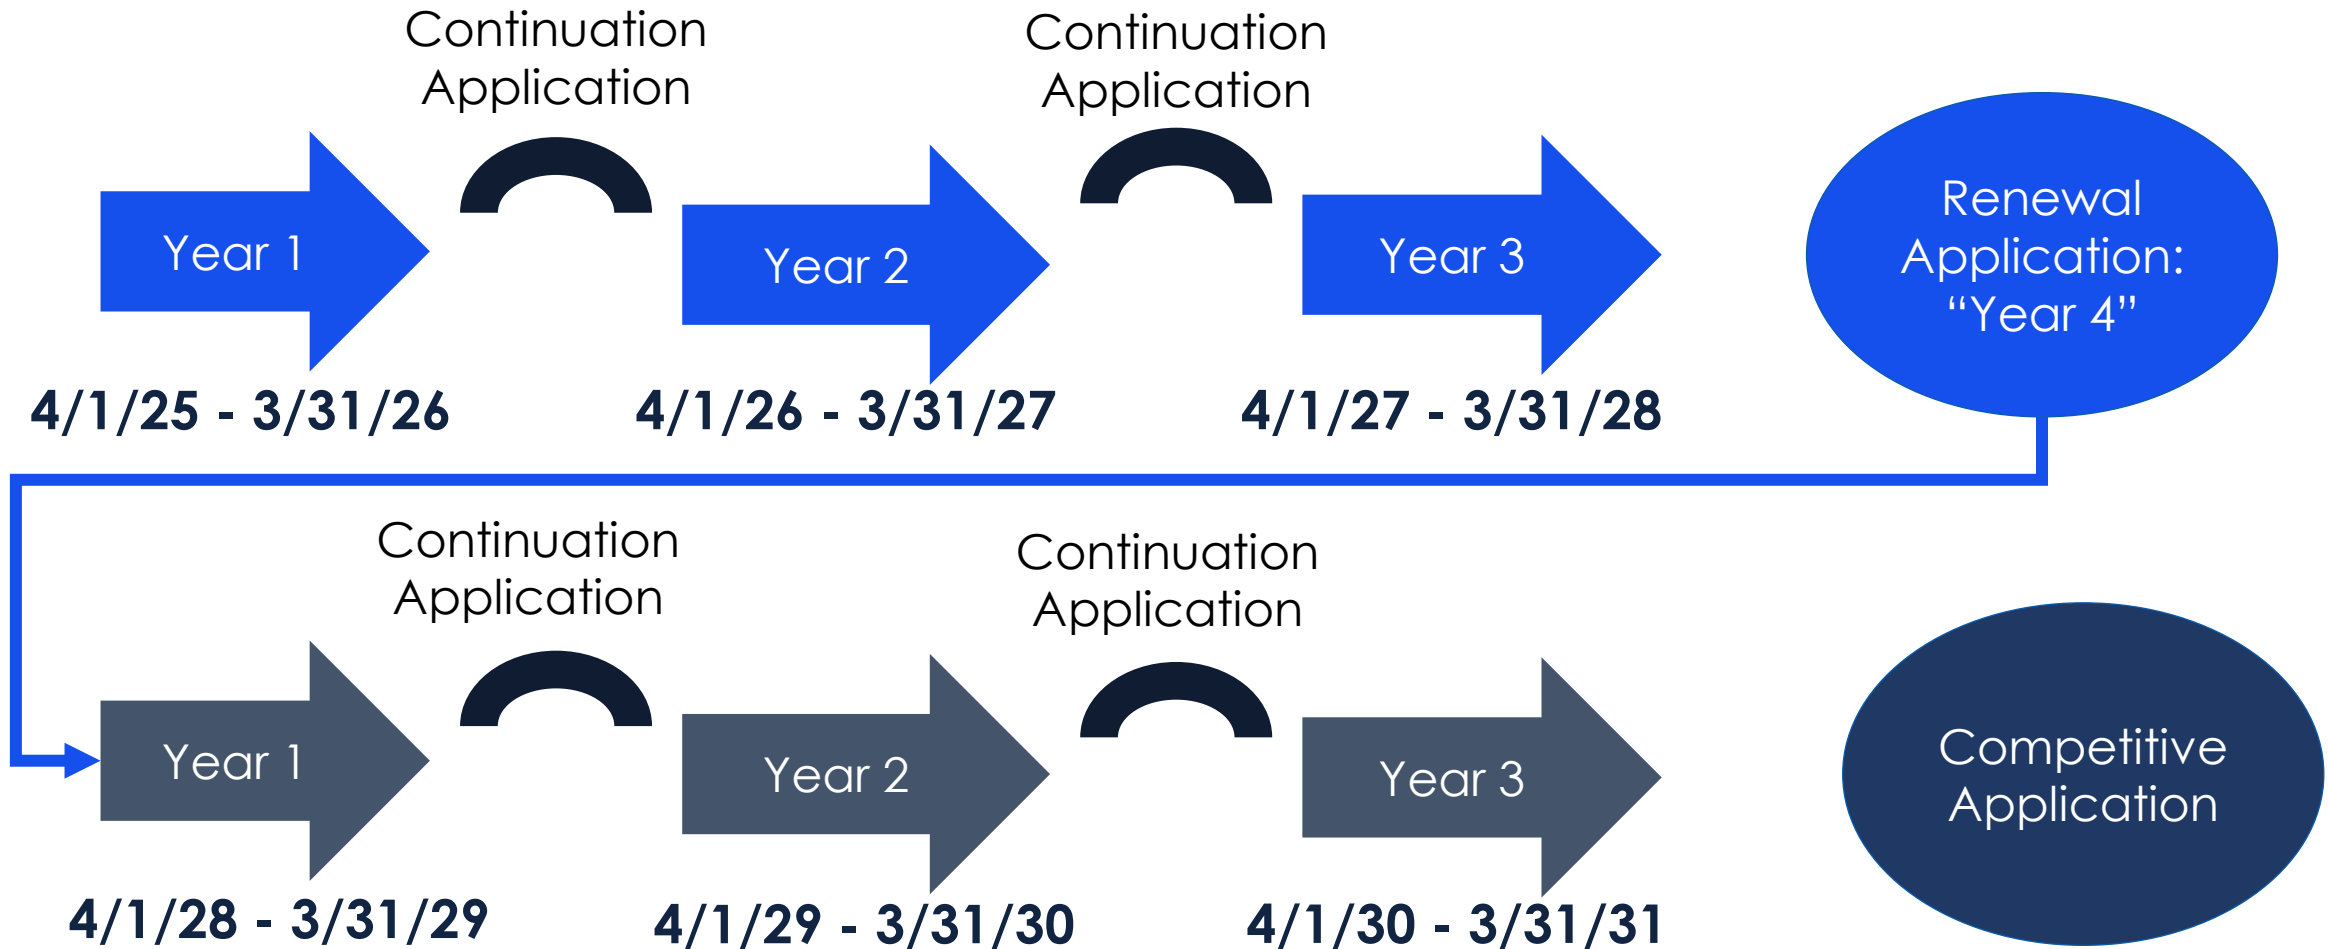 Continuation
Application
Continuation
Application
Year 1
Year 2
Year 3
Renewal
Application:
“Year 4”
4/1/25 - 3/31/26
4/1/26 - 3/31/27
4/1/27 - 3/31/28
Continuation
Application
Continuation
Application
Year 1
Year 2
Year 3
Competitive
Application
4/1/28 - 3/31/29
4/1/29 - 3/31/30
4/1/30 - 3/31/31